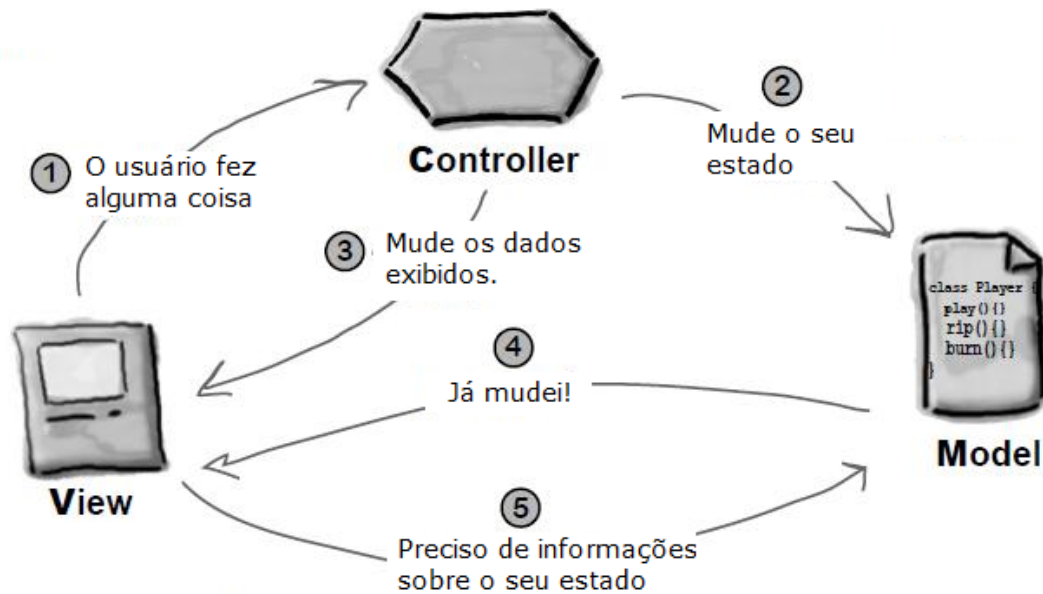 1
O usuário fez
alguma coisa
Controller
2
Mude o seu
estado
3
Mude os dados
exibidos.
class Player {
play(){}
rip(){}
burn(){}
}
4
Já mudei!
View
Model
5
Preciso de informações
sobre o seu estado